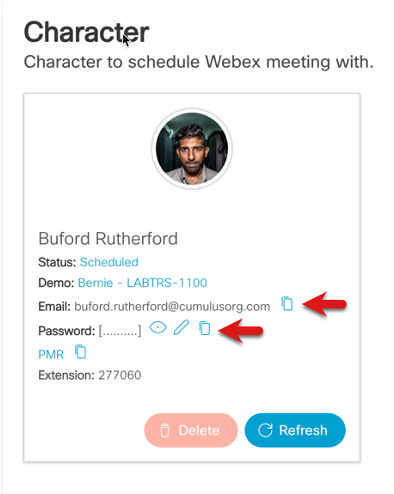 Character
Character to schedule Webex meeting with.
Buford Rutherford
Status: Scheduled
Demo: Bernie - LABTRS-1100
Email: buford.rutherford@cumulusorg.com
Password: [..........]
PMR
Extension: 277060
Delete
Refresh